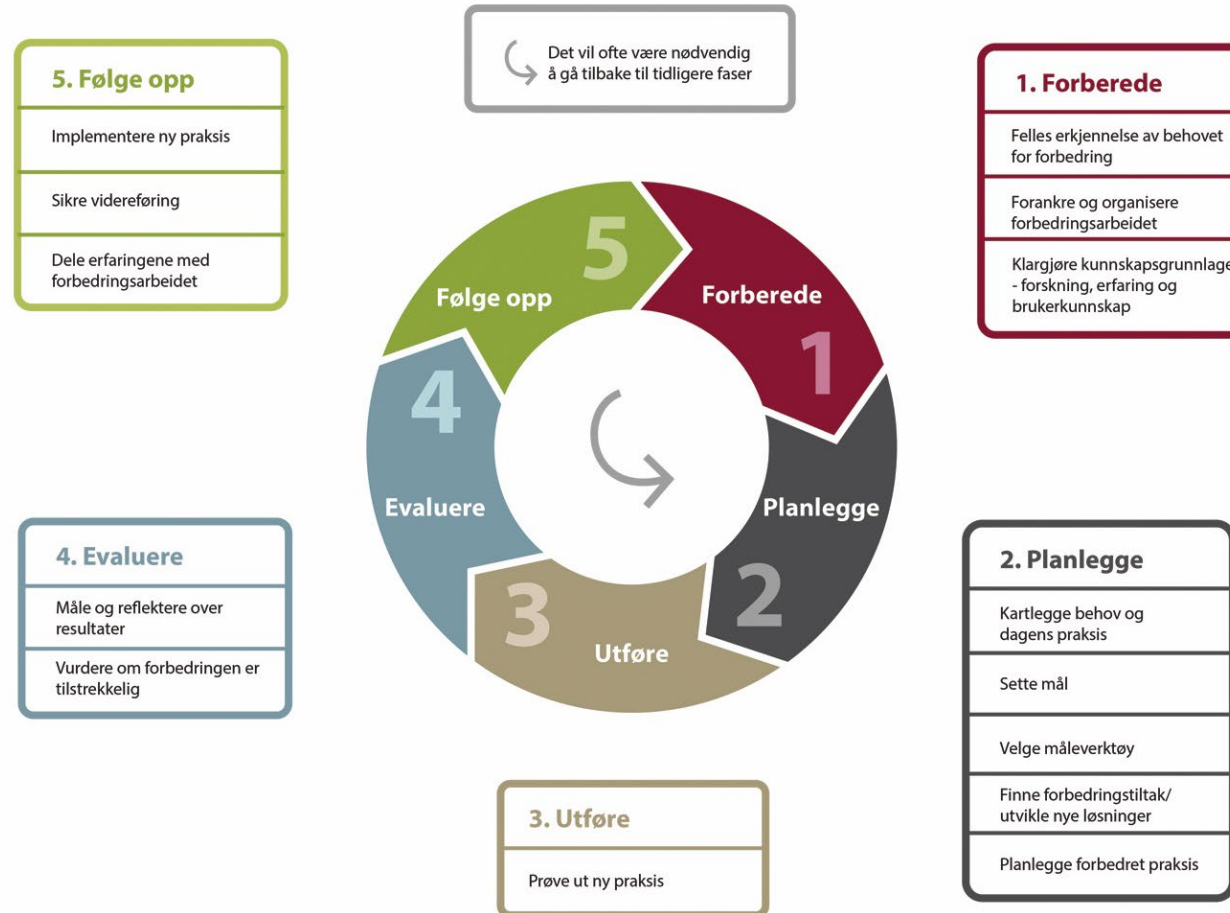 Det vil ofte være nødvendig
å gå tilbake til tidligere faser
1. Forberede
Felles erkjennelse av behovet
for forbedring
Forankre og organisere
forbedringsarbeidet
Klargjøre kunnskapsgrunnlage
- forskning, erfaring og
brukerkunnskap
2. Planlegge
Kartlegge behov og
dagens praksis
Sette mål
Velge måleverktøy
Finne forbedringstiltak/
utvikle nye løsninger
Planlegge forbedret praksis
3. Utføre
Prøve ut ny praksis
4. Evaluere
Måle og reflektere over
resultater
Vurdere om forbedringen er
tilstrekkelig
5. Følge opp
Implementere ny praksis
Sikre videreføring
Dele erfaringene med
forbedringsarbeidet
Forberede
1
Planlegge
2
Utføre
3
Evaluere
4
Følge opp
5